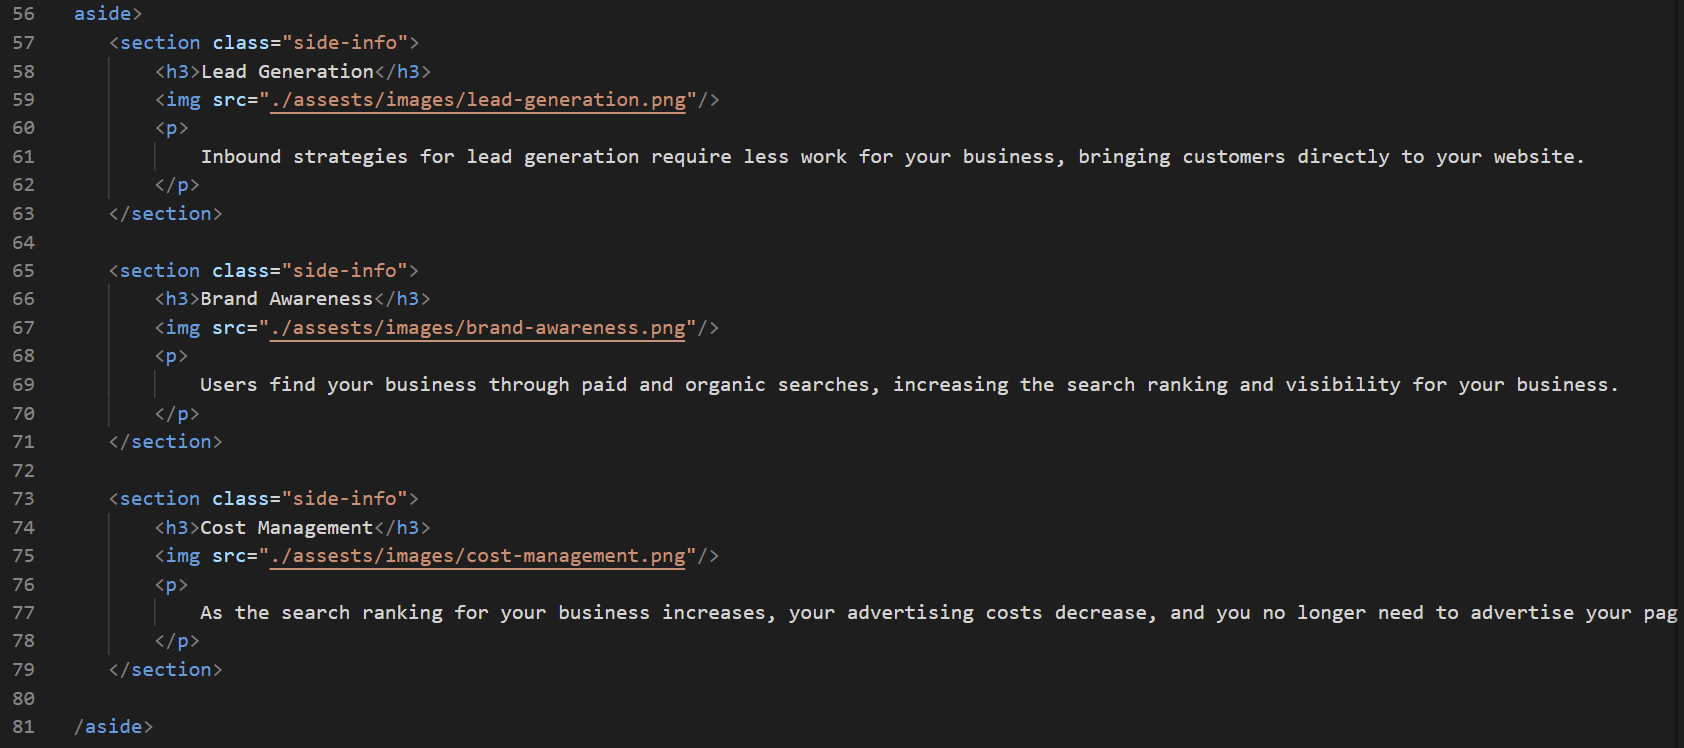 56 aside>
57 <section class="side-info">
58 <h3>Lead Generation</h3>
59 <img src="./assests/images/lead-generation.png"/>
60 <p>
61 Inbound strategies for lead generation require less work for your business, bringing customers directly to your website.
62 </p>
63 </section>
64
65 <section class="side-info">
66 <h3>Brand Awareness</h3>
67 <img src="./assests/images/brand-awareness.png"/>
68 <p>
69 Users find your business through paid and organic searches, increasing the search ranking and visibility for your business.
70 </p>
71 </section>
72
73 <section class="side-info">
74 <h3>Cost Management</h3>
75 <img src="./assests/images/cost-management.png"/>
76 <p>
77 As the search ranking for your business increases, your advertising costs decrease, and you no longer need to advertise your pag
78 </p>
79 </section>
80
81 /aside>